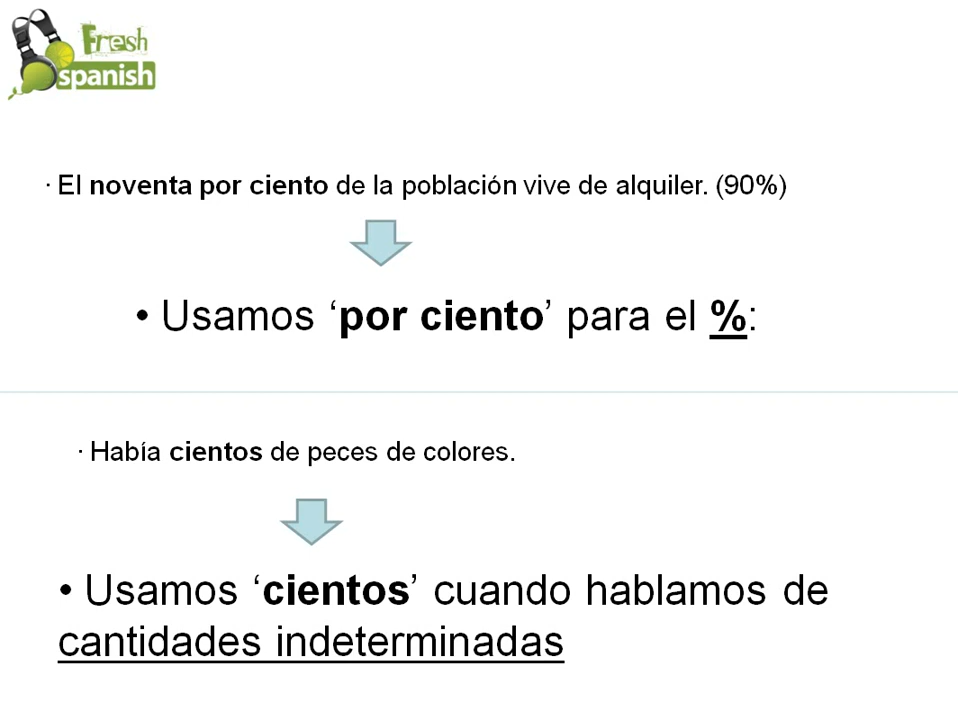 Fresh
spanish
· El noventa por ciento de la población vive de alquiler. (90%)
• Usamos ‘por ciento’ para el %:
· Había cientos de peces de colores.
• Usamos ‘cientos’ cuando hablamos de
cantidades indeterminadas